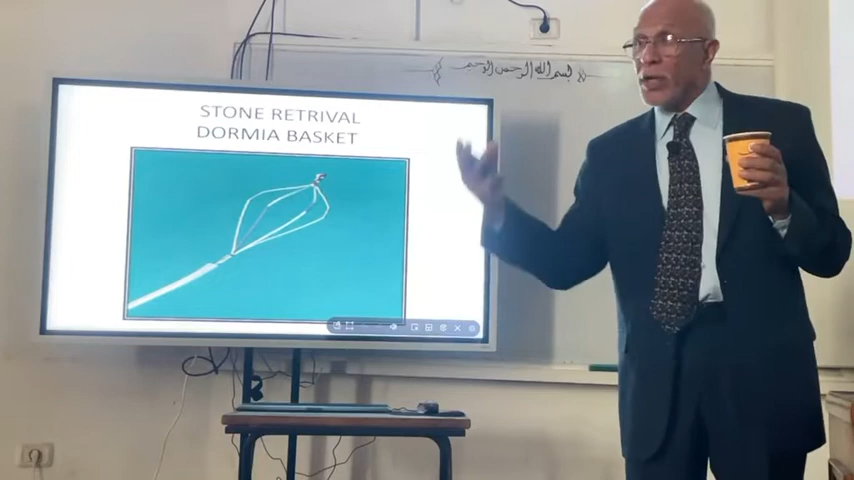 بسم الله الرحمن الرحيم
STONE RETRIVAL
DORMIA BASKET